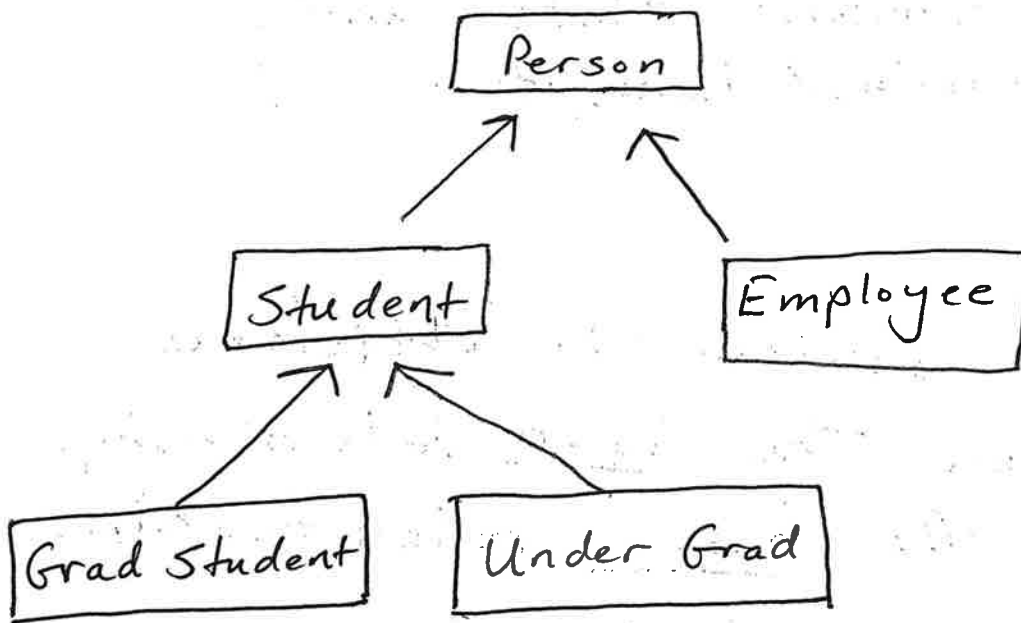 Person
Student
Employee
Grad Student
Under Grad